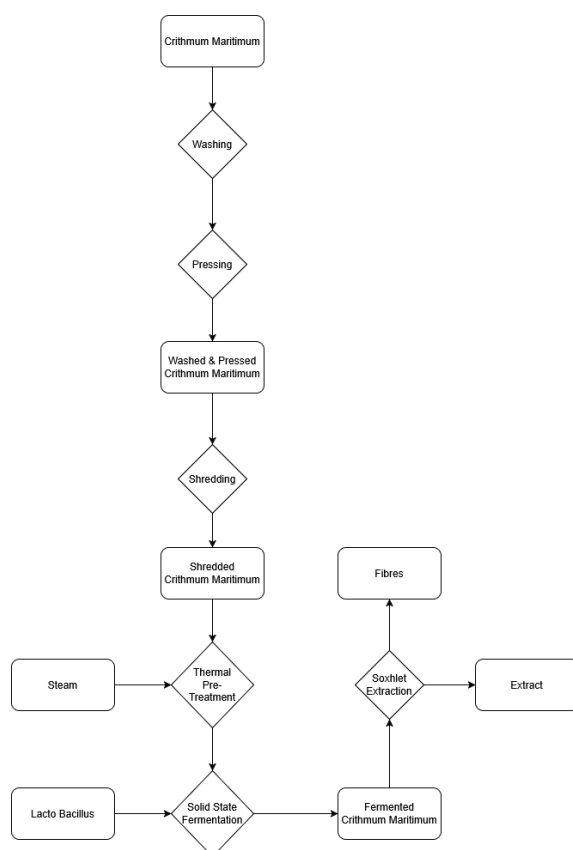 Crithmum Maritimum
Washing
Pressing
Washed & Pressed
Crithmum Maritimum
Shredding
Shredded
Crithmum Maritimum
Fibres
Steam
Thermal
Pre-
Treatment
Soxhlet
Extraction
Extract
Lacto Bacillus
Solid State
Fermentation
Fermented
Crithmum Maritimum